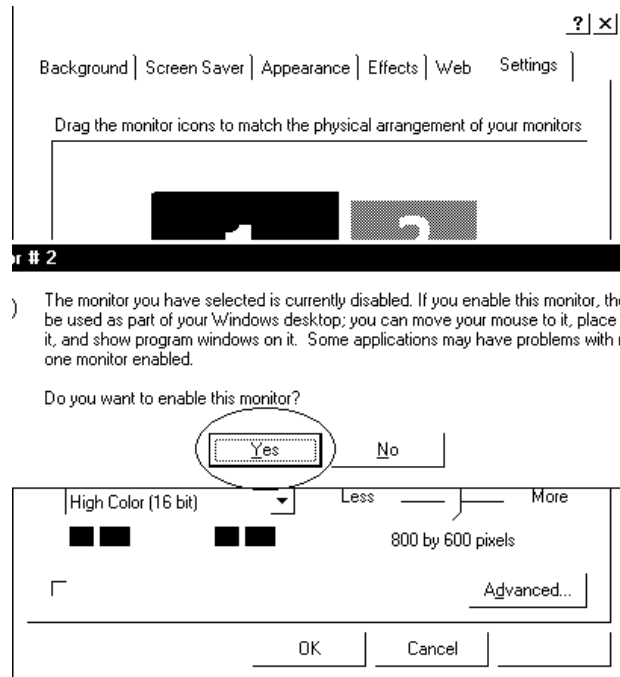 ? ×
Background Screen Saver Appearance Effects Web Settings
Drag the monitor icons to match the physical arrangement of your monitors
1 2
or # 2
The monitor you have selected is currently disabled. If you enable this monitor, the
be used as part of your Windows desktop; you can move your mouse to it, place
it, and show program windows on it. Some applications may have problems with
one monitor enabled.
Do you want to enable this monitor?
Yes No
High Color (16 bit) Less More
800 by 600 pixels
Advanced...
OK Cancel